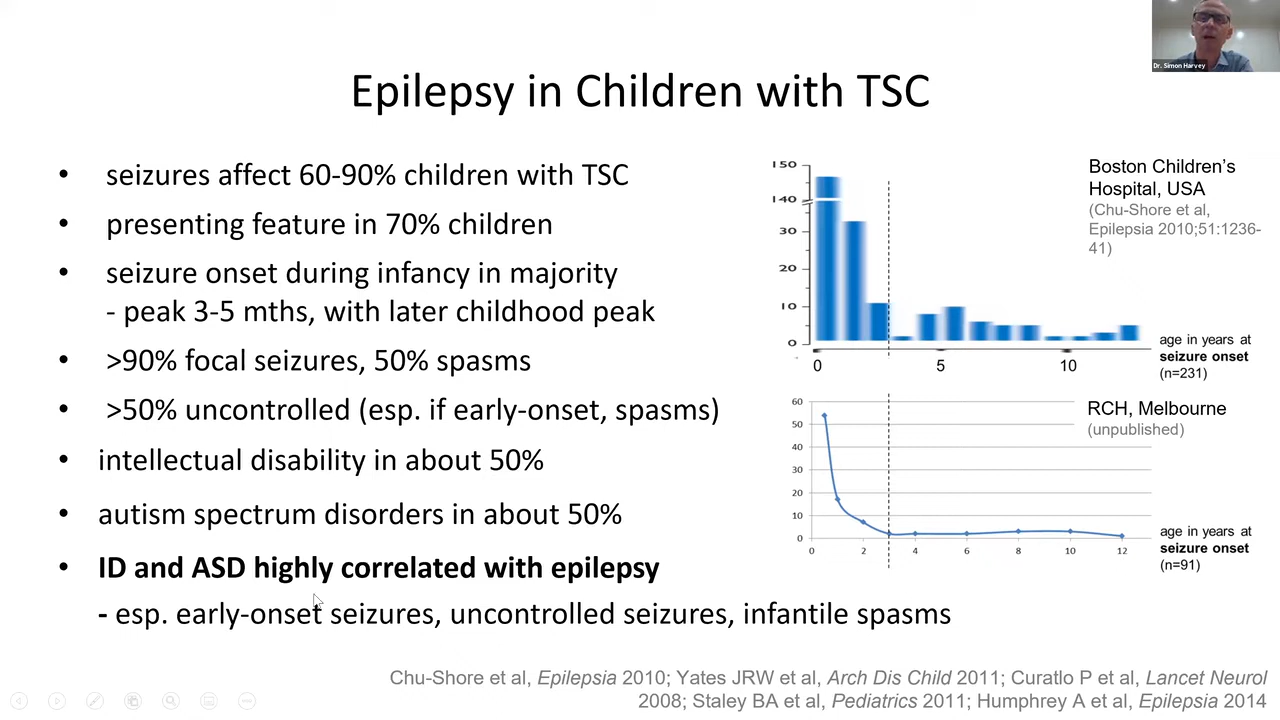 Dr. Simon Harvey
Epilepsy in Children with TSC
• seizures affect 60-90% children with TSC
• presenting feature in 70% children
• seizure onset during infancy in majority
- peak 3-5 mths, with later childhood peak
• >90% focal seizures, 50% spasms
• >50% uncontrolled (esp. if early-onset, spasms)
• intellectual disability in about 50%
• autism spectrum disorders in about 50%
• ID and ASD highly correlated with epilepsy
- esp. early-onset seizures, uncontrolled seizures, infantile spasms
150
140
30
20
10
0
0 5 10
Boston Children’s
Hospital, USA
(Chu-Shore et al,
Epilepsia 2010;51:1236-
41)
age in years at
seizure onset
(n=231)
60
50
40
30
20
10
0
0 2 4 6 8 10 12
RCH, Melbourne
(unpublished)
age in years at
seizure onset
(n=91)
Chu-Shore et al, Epilepsia 2010; Yates JRW et al, Arch Dis Child 2011; Curatlo P et al, Lancet Neurol
2008; Staley BA et al, Pediatrics 2011; Humphrey A et al, Epilepsia 2014